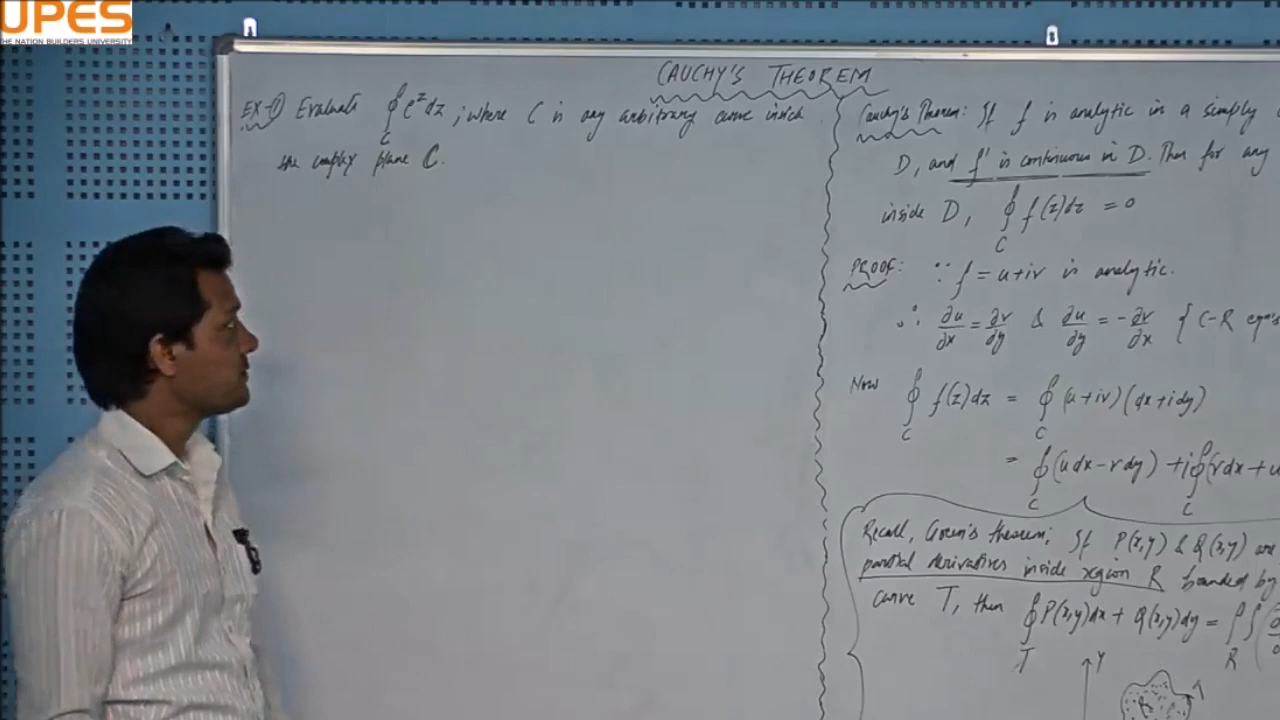 UPES
THE NATION BUILDERS UNIVERSITY
CAUCHY'S THEOREM
EX-1) Evaluate ∮_C e^z dz ; where C is any arbitrary curve inside
the complex plane ℂ.
Cauchy's Theorem: If f is analytic in a simply
D, and f' is continuous in D. Then for any
inside D, ∮_C f(z)dz = 0
PROOF: ∵ f = u+iv is analytic.
∴ ∂u/∂x = ∂v/∂y & ∂u/∂y = -∂v/∂x { C-R eqns
Now ∮_C f(z)dz = ∮_C (u+iv)(dx+idy)
= ∮_C (udx-vdy) + i∮_C (vdx+u
Recall, Green's theorem; If P(x,y) & Q(x,y) are
partial derivatives inside region R bounded by
curve T, then ∮_T P(x,y)dx + Q(x,y)dy = ∫∫_R (
Y
T
R